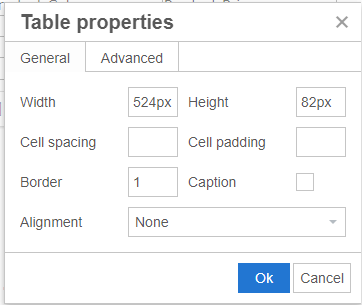 Table properties ×
General Advanced
Width 524px Height 82px
Cell spacing Cell padding
Border 1 Caption
Alignment None
Ok Cancel